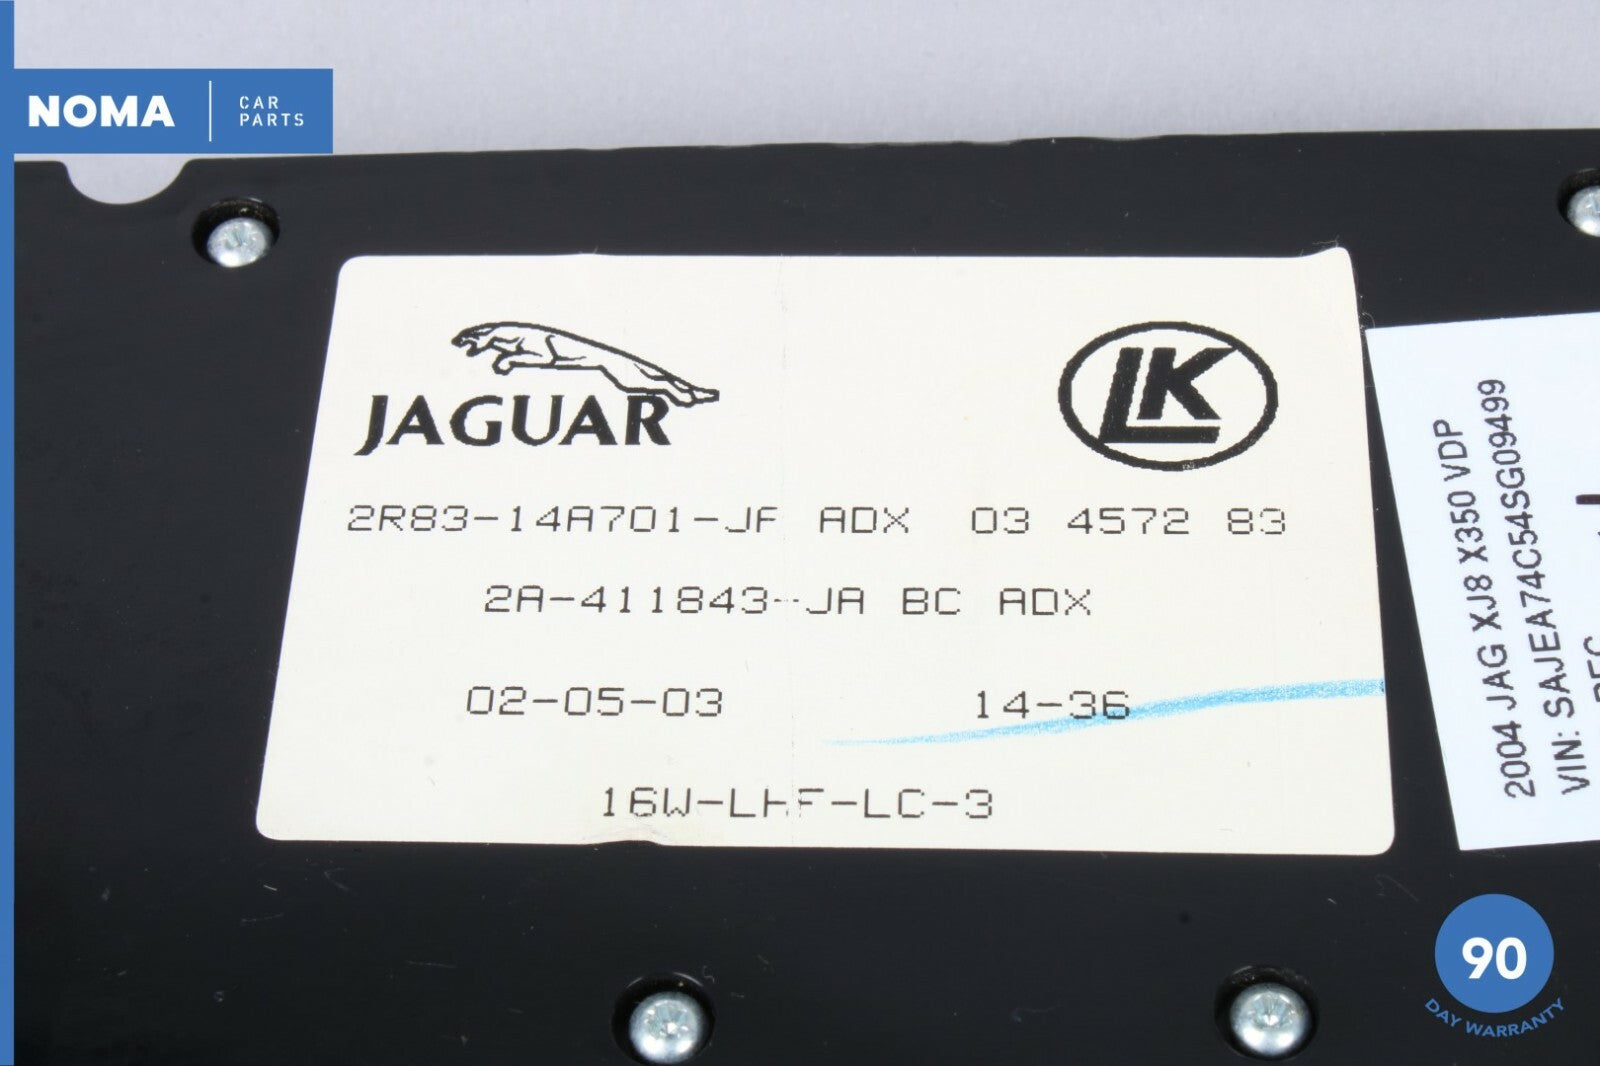 NOMA
CAR
PARTS
JAGUAR
LK
2R83-14A701-JF ADX 03 4572 83
2A-411843-JA BC ADX
02-05-03 14-36
16W-LHF-LC-3
2004 JAG XJ8 X350 VDP
VIN: SAJEA74C54SG09499
90
DAY WARRANTY